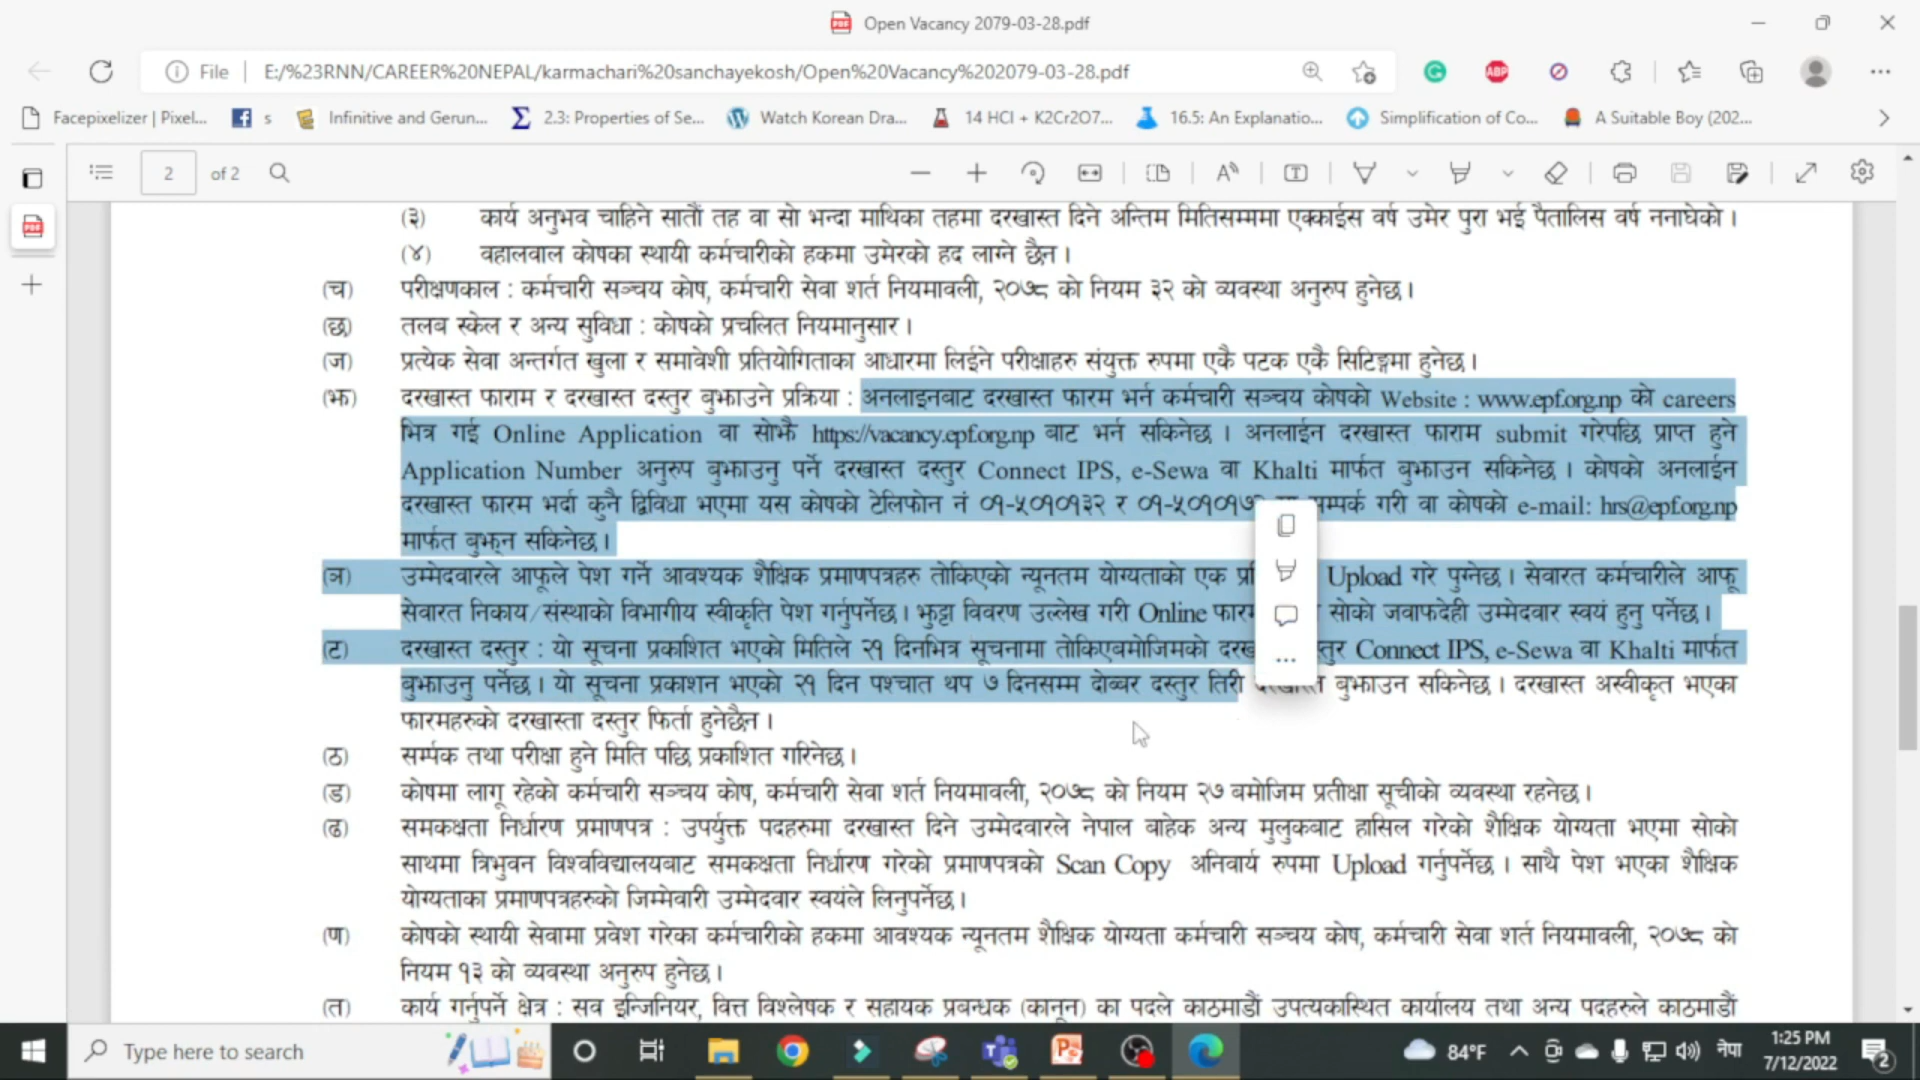 Open Vacancy 2079-03-28.pdf
File E:/%23RNN/CAREER%20NEPAL/karmachari%20sanchayekosh/Open%20Vacancy%202079-03-28.pdf
Facepixelizer | Pixel... s Infinitive and Gerun... 2.3: Properties of Se... Watch Korean Dra... 14 HCl + K2Cr2O7... 16.5: An Explanatio... Simplification of Co... A Suitable Boy (202...
2 of 2
(३) कार्य अनुभव चाहिने सातौं तह वा सो भन्दा माथिका तहमा दरखास्त दिने अन्तिम मितिसम्ममा एक्काईस वर्ष उमेर पुरा भई पैतालिस वर्ष ननाघेको ।
(४) वहालवाल कोषका स्थायी कर्मचारीको हकमा उमेरको हद लाग्ने छैन ।
(च) परीक्षणकाल : कर्मचारी सञ्चय कोष, कर्मचारी सेवा शर्त नियमावली, २०७८ को नियम ३२ को व्यवस्था अनुरुप हुनेछ ।
(छ) तलब स्केल र अन्य सुविधा : कोषको प्रचलित नियमानुसार ।
(ज) प्रत्येक सेवा अन्तर्गत खुला र समावेशी प्रतियोगिताका आधारमा लिईने परीक्षाहरु संयुक्त रुपमा एकै पटक एकै सिटिङ्गमा हुनेछ ।
(झ) दरखास्त फाराम र दरखास्त दस्तुर बुझाउने प्रक्रिया : अनलाइनबाट दरखास्त फारम भर्न कर्मचारी सञ्चय कोषको Website : www.epf.org.np को careers
भित्र गई Online Application वा सोझै https://vacancy.epf.org.np बाट भर्न सकिनेछ । अनलाईन दरखास्त फाराम submit गरेपछि प्राप्त हुने
Application Number अनुरुप बुझाउनु पर्ने दरखास्त दस्तुर Connect IPS, e-Sewa वा Khalti मार्फत बुझाउन सकिनेछ । कोषको अनलाईन
दरखास्त फारम भर्दा कुनै द्विविधा भएमा यस कोषको टेलिफोन नं ०१-५०१०१३२ र ०१-५०१०१७ सम्पर्क गरी वा कोषको e-mail: hrs@epf.org.np
मार्फत बुझ्न सकिनेछ ।
(ञ) उम्मेदवारले आफूले पेश गर्ने आवश्यक शैक्षिक प्रमाणपत्रहरु तोकिएको न्यूनतम योग्यताको एक प्र Upload गरे पुग्नेछ । सेवारत कर्मचारीले आफू
सेवारत निकाय/संस्थाको विभागीय स्वीकृति पेश गर्नुपर्नेछ । झुठ्ठा विवरण उल्लेख गरी Online फारम सोको जवाफदेही उम्मेदवार स्वयं हुनु पर्नेछ ।
(ट) दरखास्त दस्तुर : यो सूचना प्रकाशित भएको मितिले २१ दिनभित्र सूचनामा तोकिएबमोजिमको दरख स्तुर Connect IPS, e-Sewa वा Khalti मार्फत
बुझाउनु पर्नेछ । यो सूचना प्रकाशन भएको २१ दिन पश्चात थप ७ दिनसम्म दोब्बर दस्तुर तिरी दरखास्त बुझाउन सकिनेछ । दरखास्त अस्वीकृत भएका
फारमहरुको दरखास्ता दस्तुर फिर्ता हुनेछैन ।
(ठ) सर्म्पक तथा परीक्षा हुने मिति पछि प्रकाशित गरिनेछ ।
(ड) कोषमा लागू रहेको कर्मचारी सञ्चय कोष, कर्मचारी सेवा शर्त नियमावली, २०७८ को नियम २७ बमोजिम प्रतीक्षा सूचीको व्यवस्था रहनेछ ।
(ढ) समकक्षता निर्धारण प्रमाणपत्र : उपर्युक्त पदहरुमा दरखास्त दिने उम्मेदवारले नेपाल बाहेक अन्य मुलुकबाट हासिल गरेको शैक्षिक योग्यता भएमा सोको
साथमा त्रिभुवन विश्वविद्यालयबाट समकक्षता निर्धारण गरेको प्रमाणपत्रको Scan Copy अनिवार्य रुपमा Upload गर्नुपर्नेछ । साथै पेश भएका शैक्षिक
योग्यताका प्रमाणपत्रहरुको जिम्मेवारी उम्मेदवार स्वयंले लिनुपर्नेछ ।
(ण) कोषको स्थायी सेवामा प्रवेश गरेका कर्मचारीको हकमा आवश्यक न्यूनतम शैक्षिक योग्यता कर्मचारी सञ्चय कोष, कर्मचारी सेवा शर्त नियमावली, २०७८ को
नियम १३ को व्यवस्था अनुरुप हुनेछ ।
(त) कार्य गर्नुपर्ने क्षेत्र : सव इन्जिनियर, वित्त विश्लेषक र सहायक प्रबन्धक (कानून) का पदले काठमाडौं उपत्यकास्थित कार्यालय तथा अन्य पदहरुले काठमाडौं
Type here to search 84°F नेपा 1:25 PM
7/12/2022 2